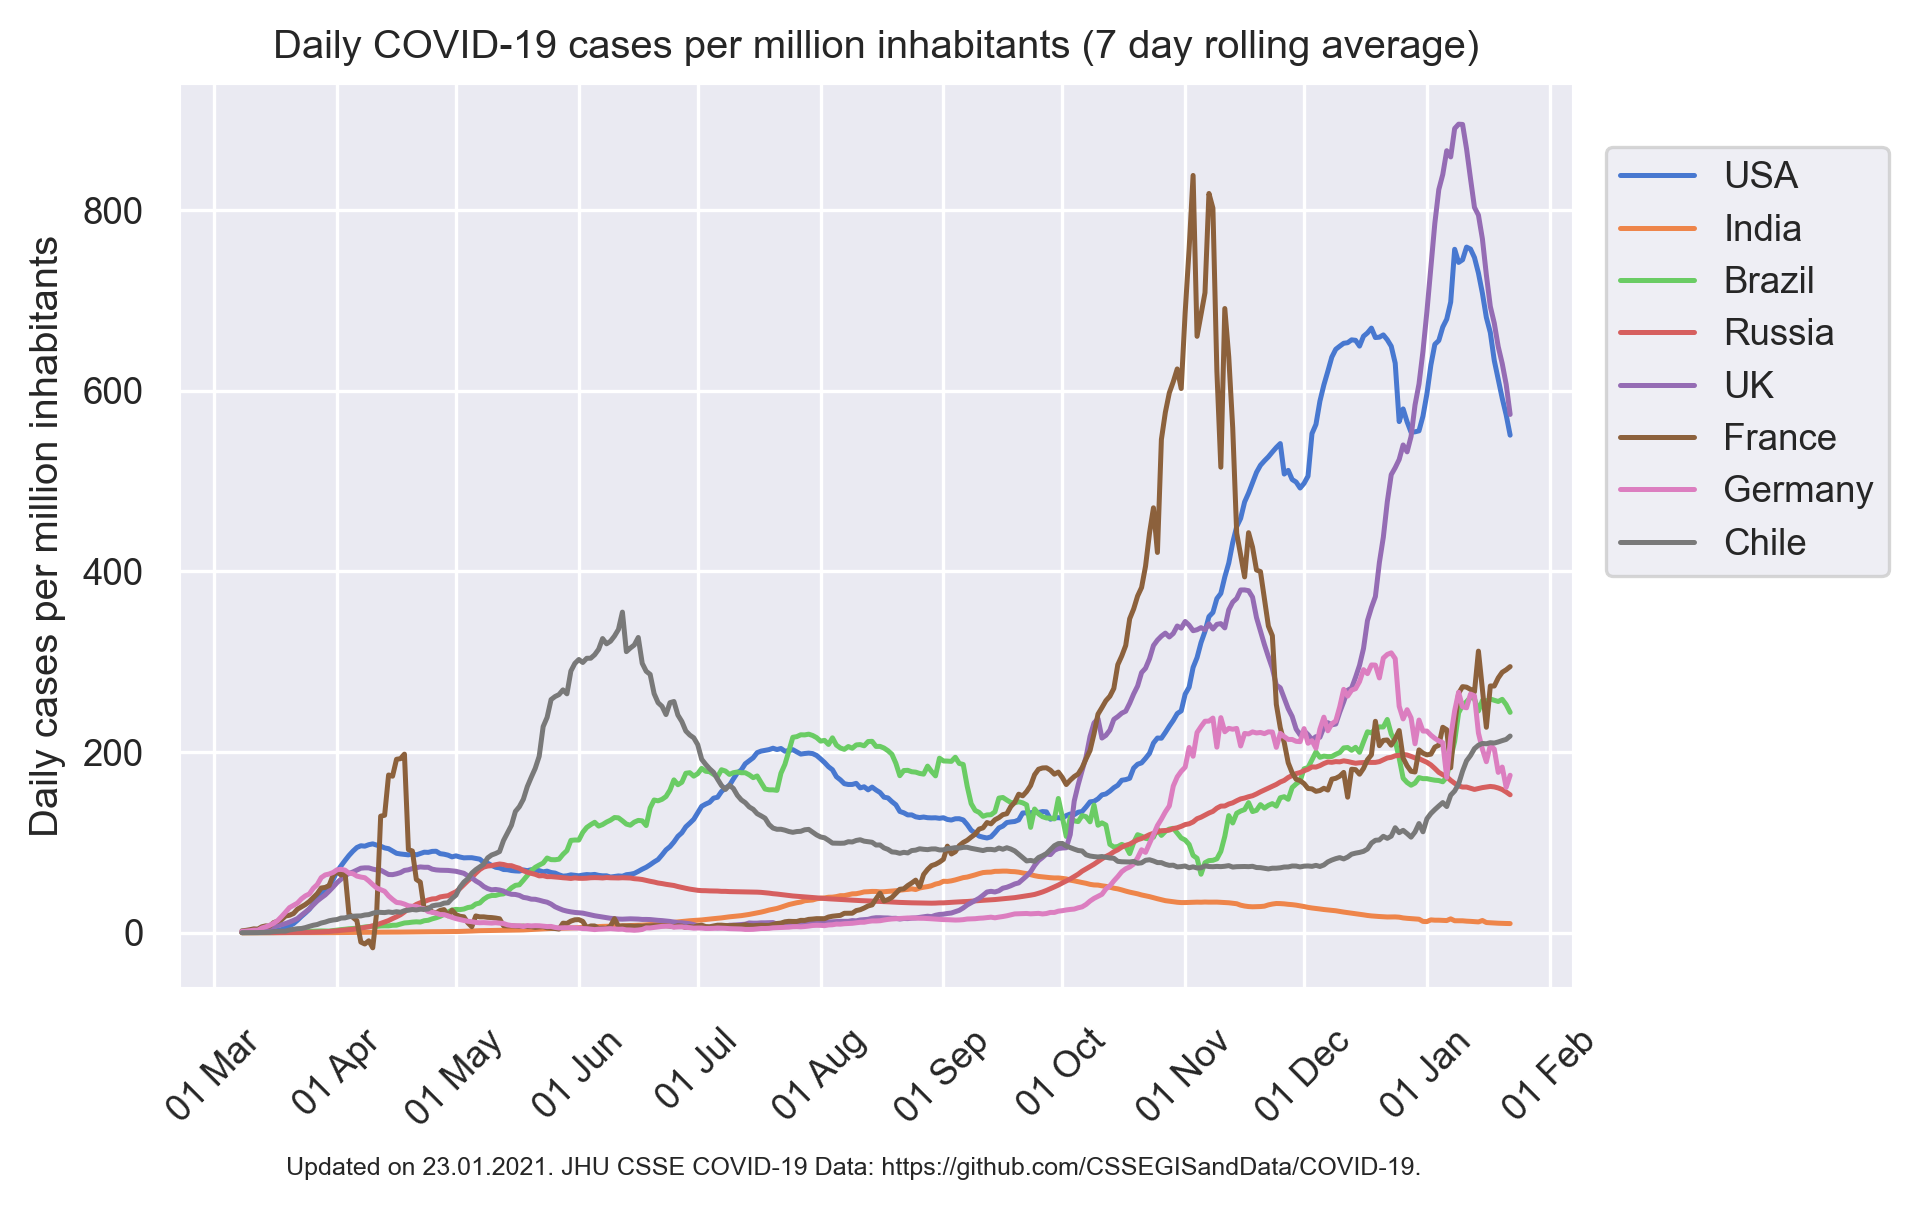 Daily COVID-19 cases per million inhabitants (7 day rolling average)
Daily cases per million inhabitants
800
600
400
200
0
01 Mar
01 Apr
01 May
01 Jun
01 Jul
01 Aug
01 Sep
01 Oct
01 Nov
01 Dec
01 Jan
01 Feb
USA
India
Brazil
Russia
UK
France
Germany
Chile
Updated on 23.01.2021. JHU CSSE COVID-19 Data: https://github.com/CSSEGISandData/COVID-19.